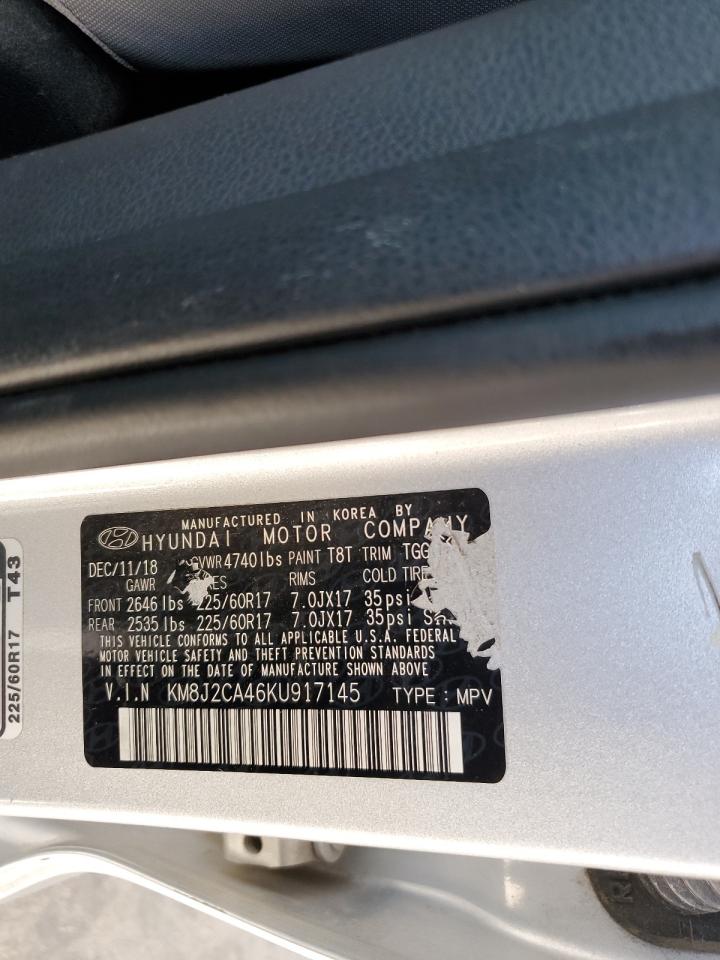 MANUFACTURED IN KOREA BY
HYUNDAI MOTOR COMPANY
DEC/11/18 GVWR 4740lbs PAINT T8T TRIM TGG
GAWR RIMS COLD TIRE
FRONT 2646lbs 225/60R17 7.0JX17 35psi
REAR 2535lbs 225/60R17 7.0JX17 35psi
THIS VEHICLE CONFORMS TO ALL APPLICABLE U.S.A. FEDERAL
MOTOR VEHICLE SAFETY AND THEFT PREVENTION STANDARDS
IN EFFECT ON THE DATE OF MANUFACTURE SHOWN ABOVE
V.I.N KM8J2CA46KU917145 TYPE : MPV
225/60R17 T43